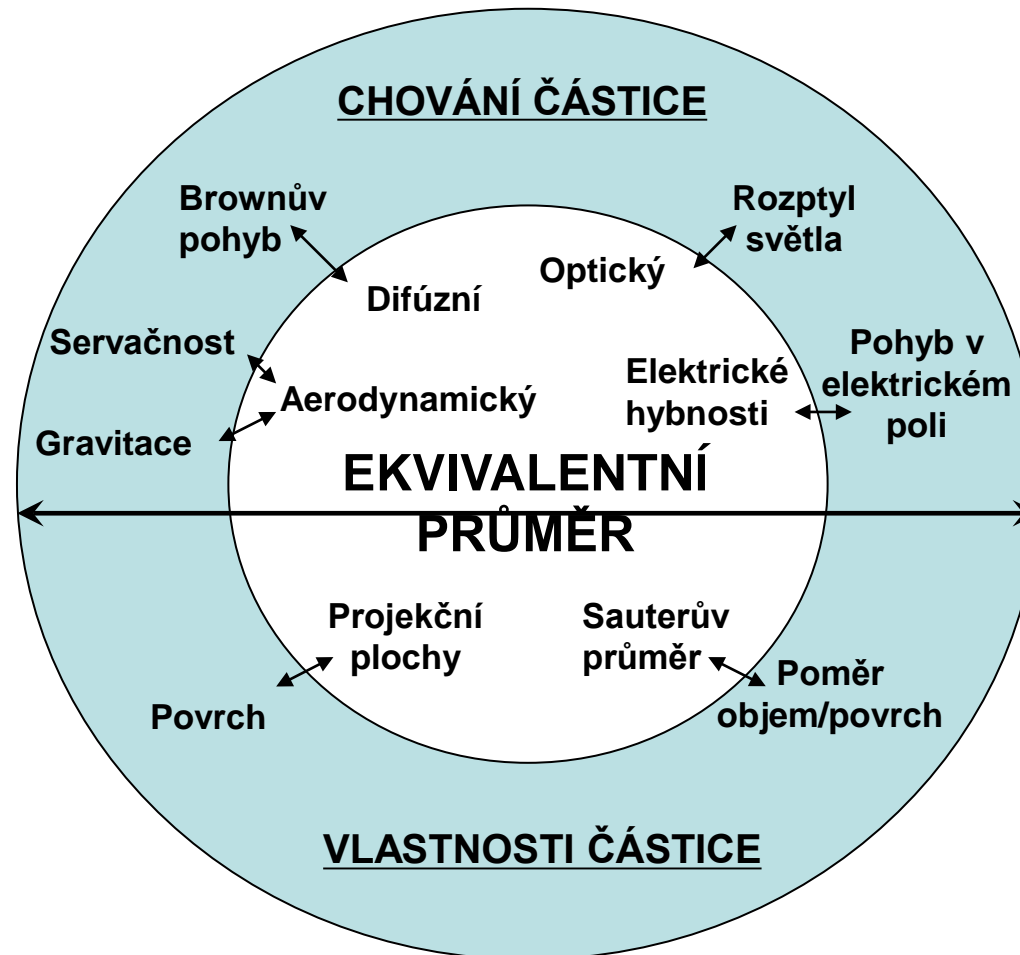 CHOVÁNÍ ČÁSTICE
Brownův
pohyb
Rozptyl
světla
Optický
Difúzní
Servačnost
Aerodynamický
Gravitace
Elektrické
hybnosti
Pohyb v
elektrickém
poli
EKVIVALENTNÍ
PRŮMĚR
Projekční
plochy
Sauterův
průměr
Povrch
Poměr
objem/povrch
VLASTNOSTI ČÁSTICE